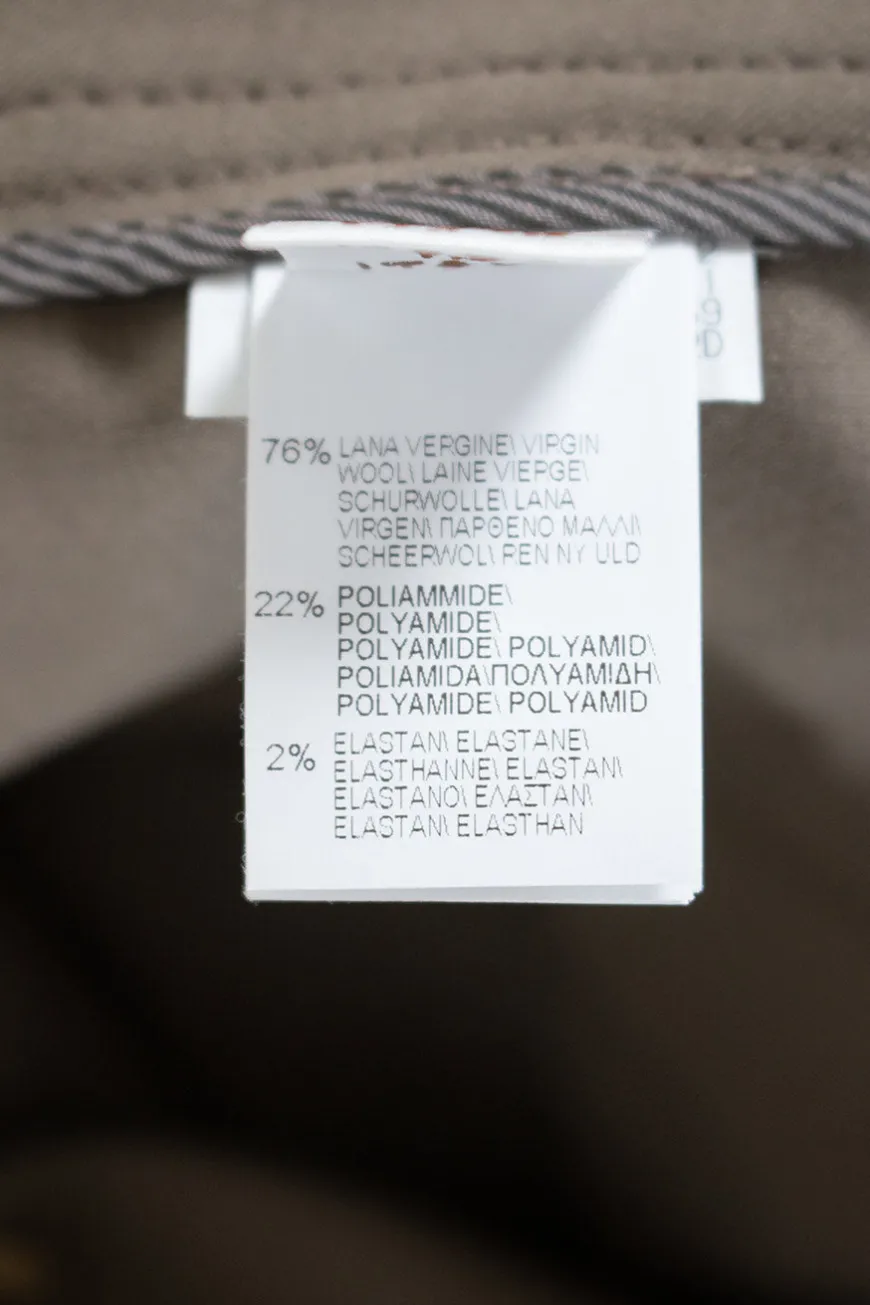 76% LANA VERGINE\ VIRGIN
WOOL\ LAINE VIERGE\
SCHURWOLLE\ LANA
VIRGEN\ ΠΑΡΘΕΝΟ ΜΑΛΛΙ\
SCHEERWOL\ REN NY ULD
22% POLIAMMIDE\
POLYAMIDE\
POLYAMIDE\ POLYAMID\
POLIAMIDA\ΠΟΛΥΑΜΙΔΗ\
POLYAMIDE\ POLYAMID
2% ELASTAN\ ELASTANE\
ELASTHANNE\ ELASTAN\
ELASTANO\ ΕΛΑΣΤΑΝ\
ELASTAN\ ELASTHAN